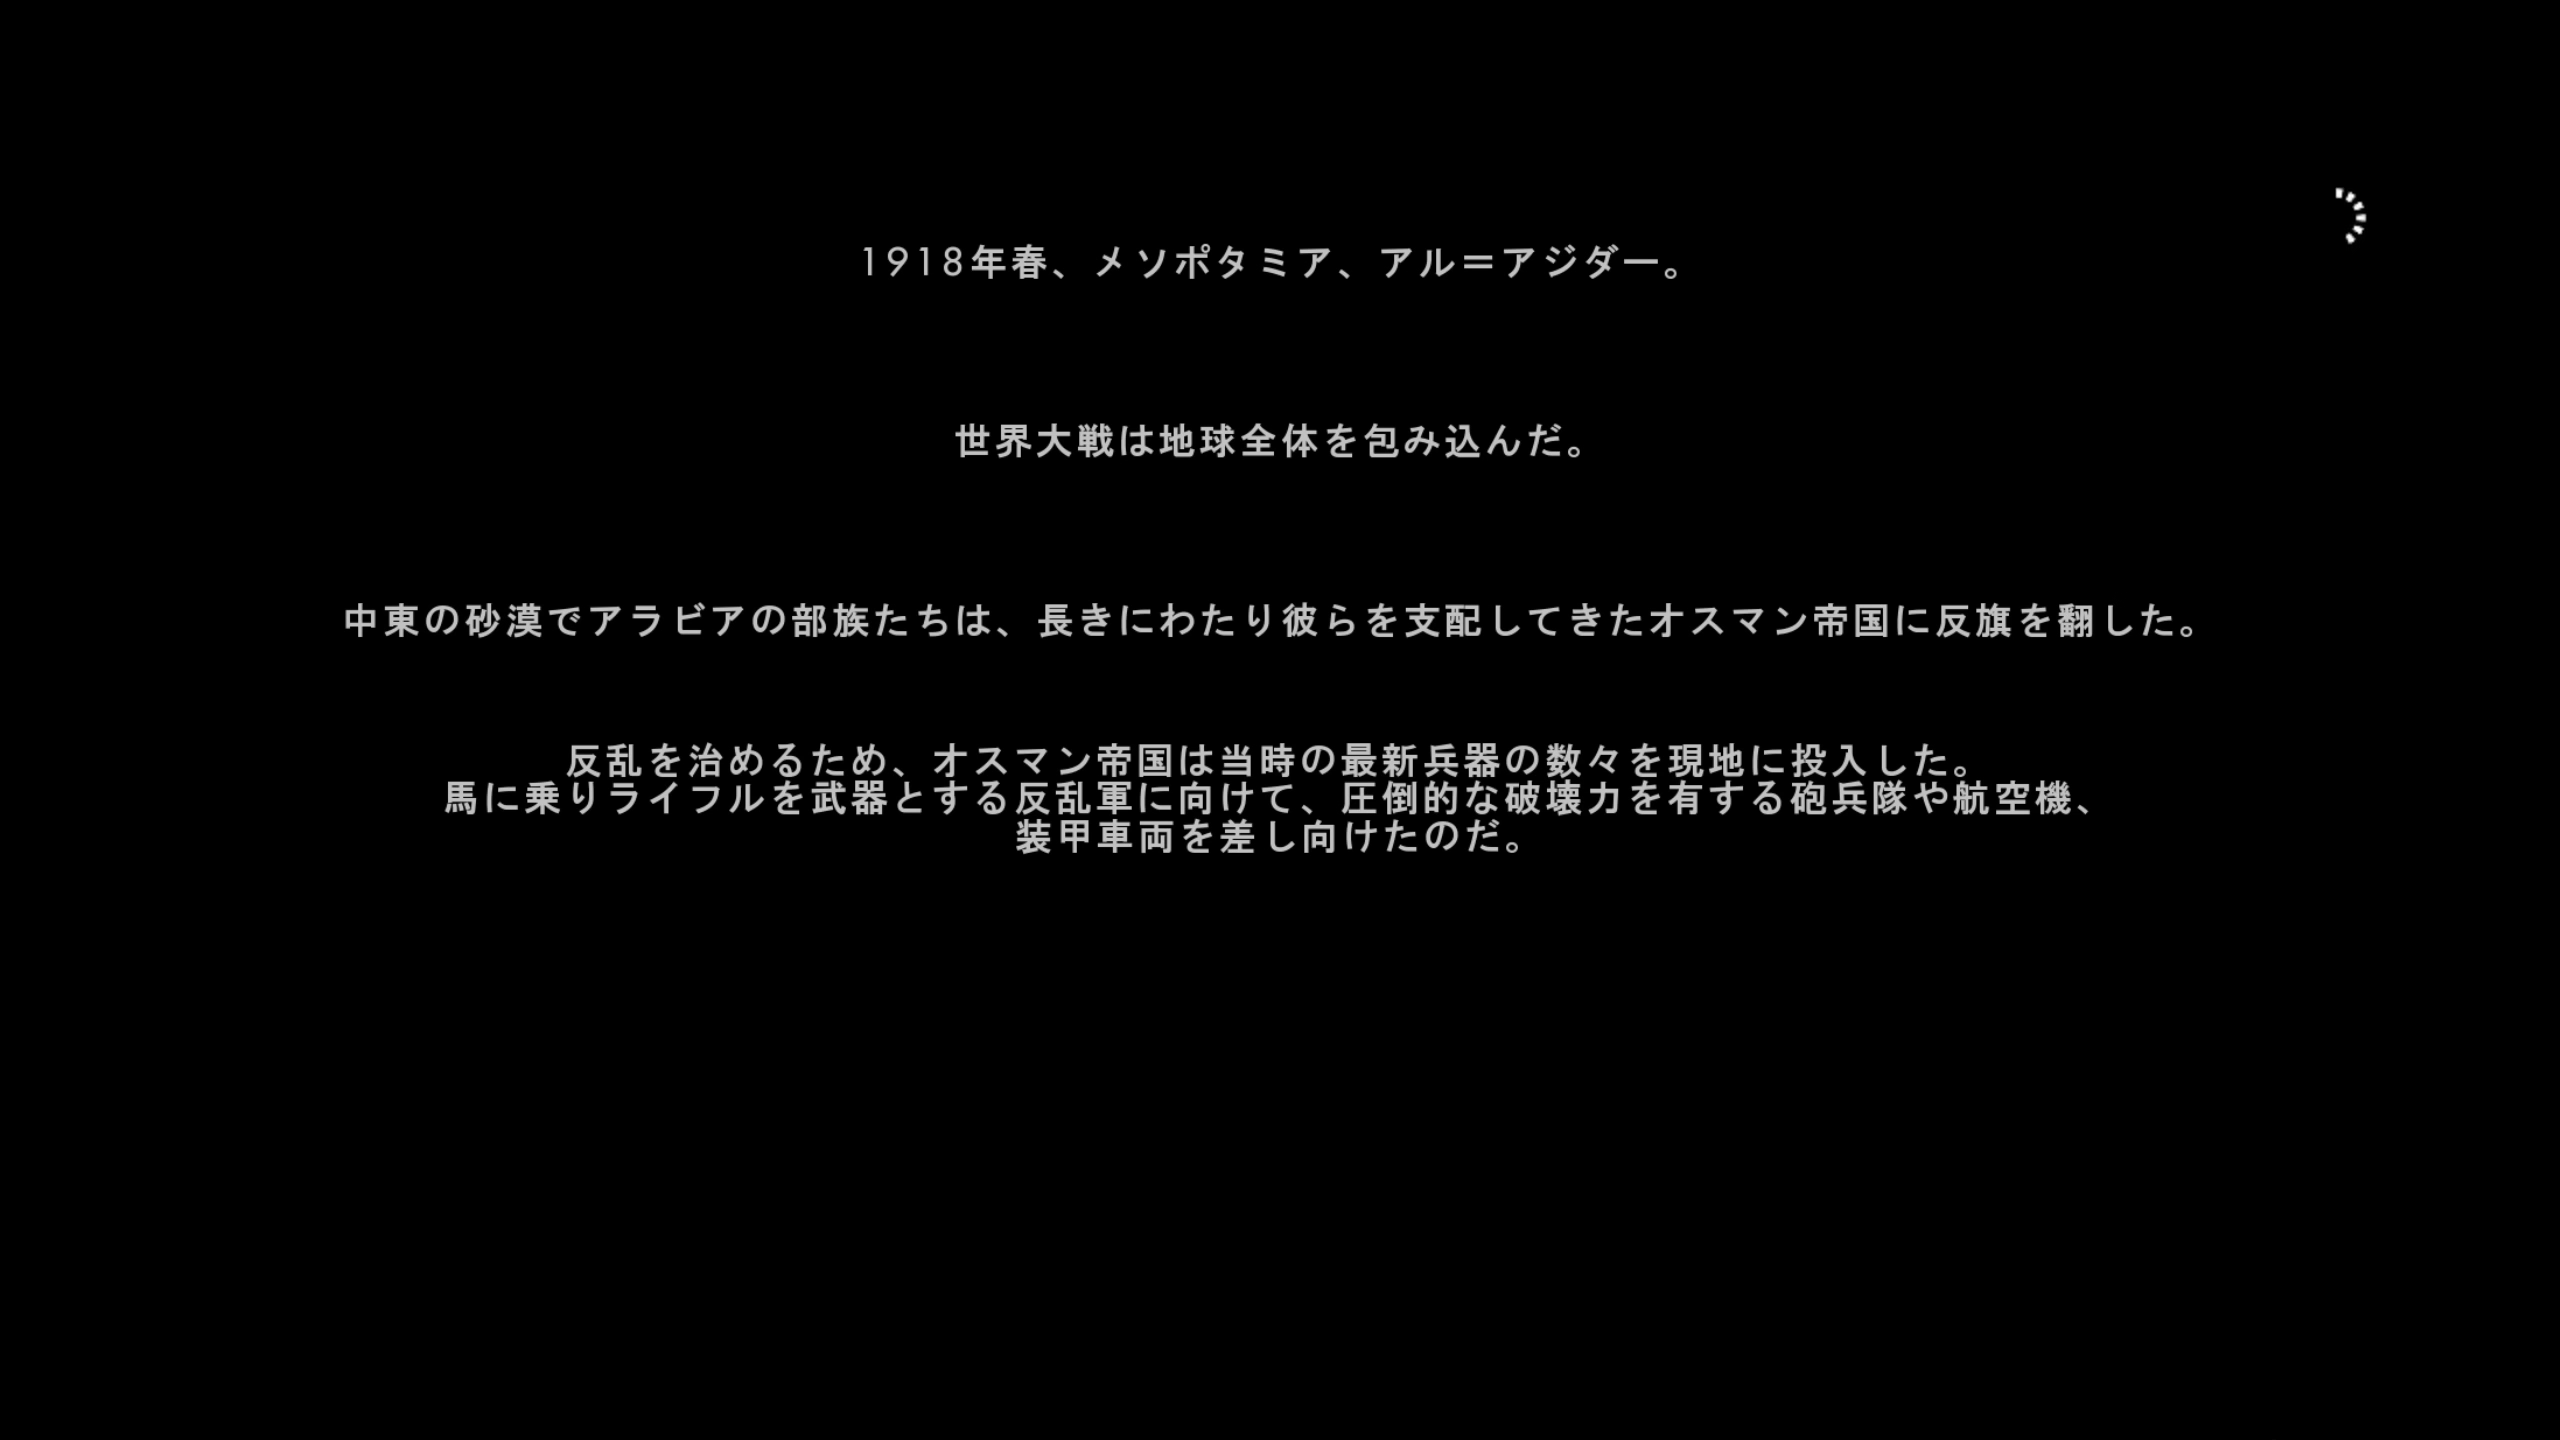 1918年春、メソポタミア、アル＝アジダー。
世界大戦は地球全体を包み込んだ。
中東の砂漠でアラビアの部族たちは、長きにわたり彼らを支配してきたオスマン帝国に反旗を翻した。
反乱を治めるため、オスマン帝国は当時の最新兵器の数々を現地に投入した。
馬に乗りライフルを武器とする反乱軍に向けて、圧倒的な破壊力を有する砲兵隊や航空機、
装甲車両を差し向けたのだ。